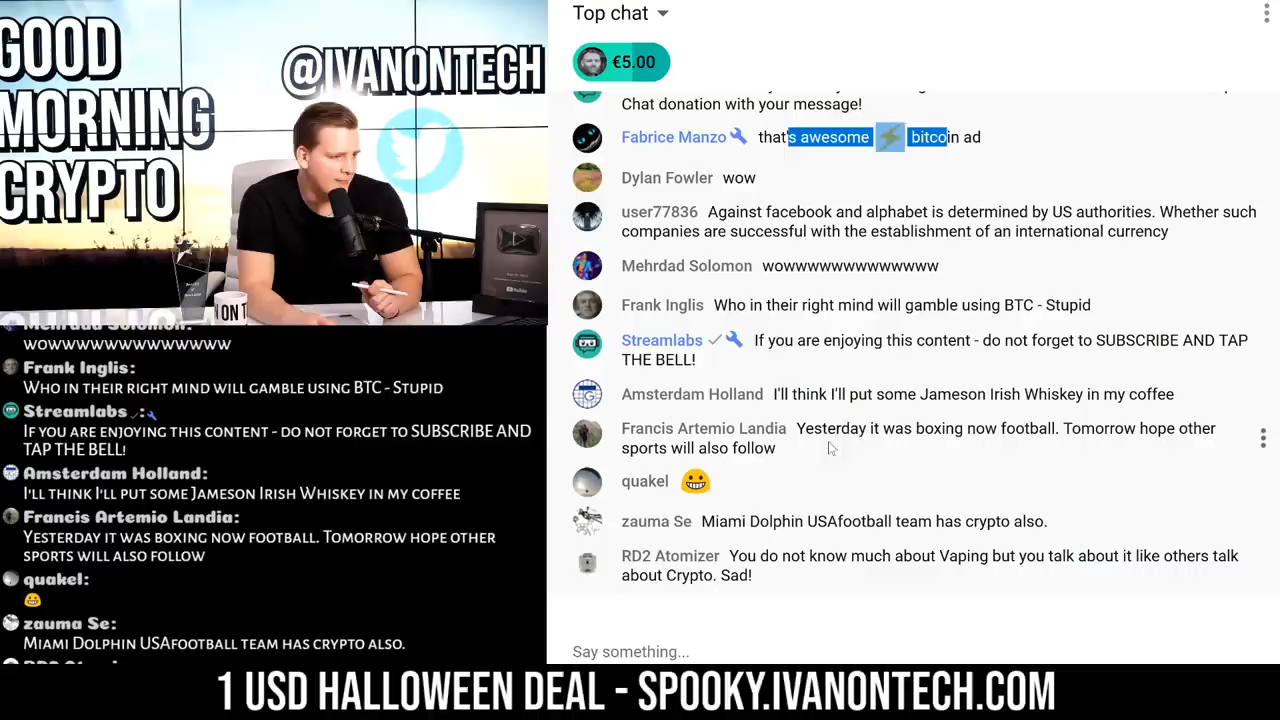 GOOD
MORNING
CRYPTO
@IVANONTECH
ON T
YouTube
Mehrdad Solomon:
WOWWWWWWWWWWWWW
Frank Inglis:
WHO IN THEIR RIGHT MIND WILL GAMBLE USING BTC - STUPID
Streamlabs ✓:
IF YOU ARE ENJOYING THIS CONTENT - DO NOT FORGET TO SUBSCRIBE AND
TAP THE BELL!
Amsterdam Holland:
I'LL THINK I'LL PUT SOME JAMESON IRISH WHISKEY IN MY COFFEE
Francis Artemio Landia:
YESTERDAY IT WAS BOXING NOW FOOTBALL. TOMORROW HOPE OTHER
SPORTS WILL ALSO FOLLOW
quakel:
😀
zauma Se:
MIAMI DOLPHIN USAFOOTBALL TEAM HAS CRYPTO ALSO.
Top chat
€5.00
Chat donation with your message!
Fabrice Manzo that's awesome ⚡ bitcoin ad
Dylan Fowler wow
user77836 Against facebook and alphabet is determined by US authorities. Whether such
companies are successful with the establishment of an international currency
Mehrdad Solomon wowwwwwwwwwwwww
Frank Inglis Who in their right mind will gamble using BTC - Stupid
Streamlabs ✓ If you are enjoying this content - do not forget to SUBSCRIBE AND TAP
THE BELL!
Amsterdam Holland I'll think I'll put some Jameson Irish Whiskey in my coffee
Francis Artemio Landia Yesterday it was boxing now football. Tomorrow hope other
sports will also follow
quakel 😀
zauma Se Miami Dolphin USAfootball team has crypto also.
RD2 Atomizer You do not know much about Vaping but you talk about it like others talk
about Crypto. Sad!
Say something...
1 USD HALLOWEEN DEAL - SPOOKY.IVANONTECH.COM